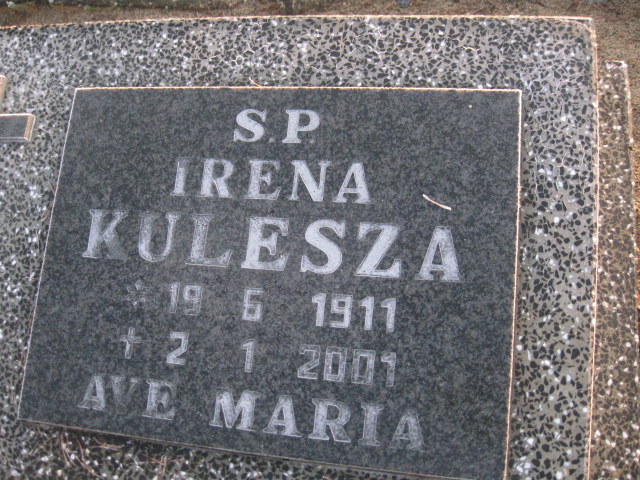 S.P.
IRENA
KULESZA
* 19 6 1911
✝ 2 1 2001
AVE MARIA